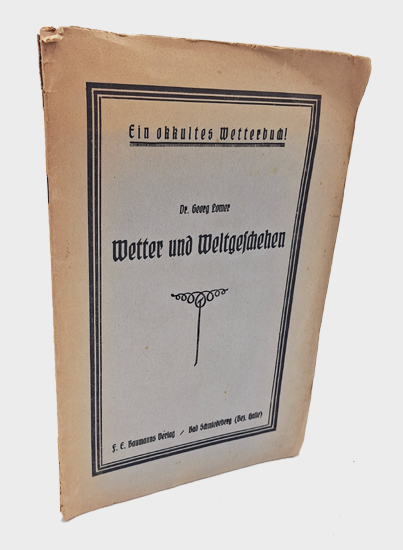 Ein okkultes Wetterbuch!
Dr. Georg Lomer
Wetter und Weltgeschehen
F. E. Baumanns Verlag / Bad Schmiedeberg (Bez. Halle)